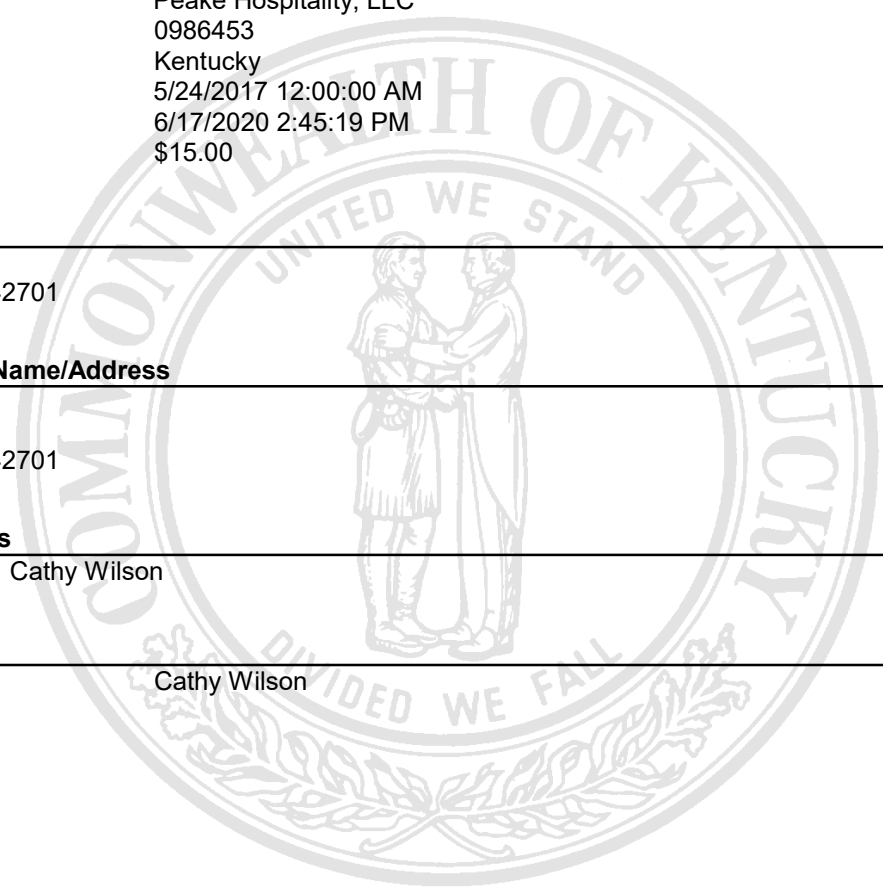 Peake Hospitality, LLC
0986453
Kentucky
5/24/2017 12:00:00 AM
6/17/2020 2:45:19 PM
$15.00
2701
Name/Address
2701
s
Cathy Wilson
Cathy Wilson
COMMONWEALTH OF KENTUCKY
UNITED WE STAND
DIVIDED WE FALL